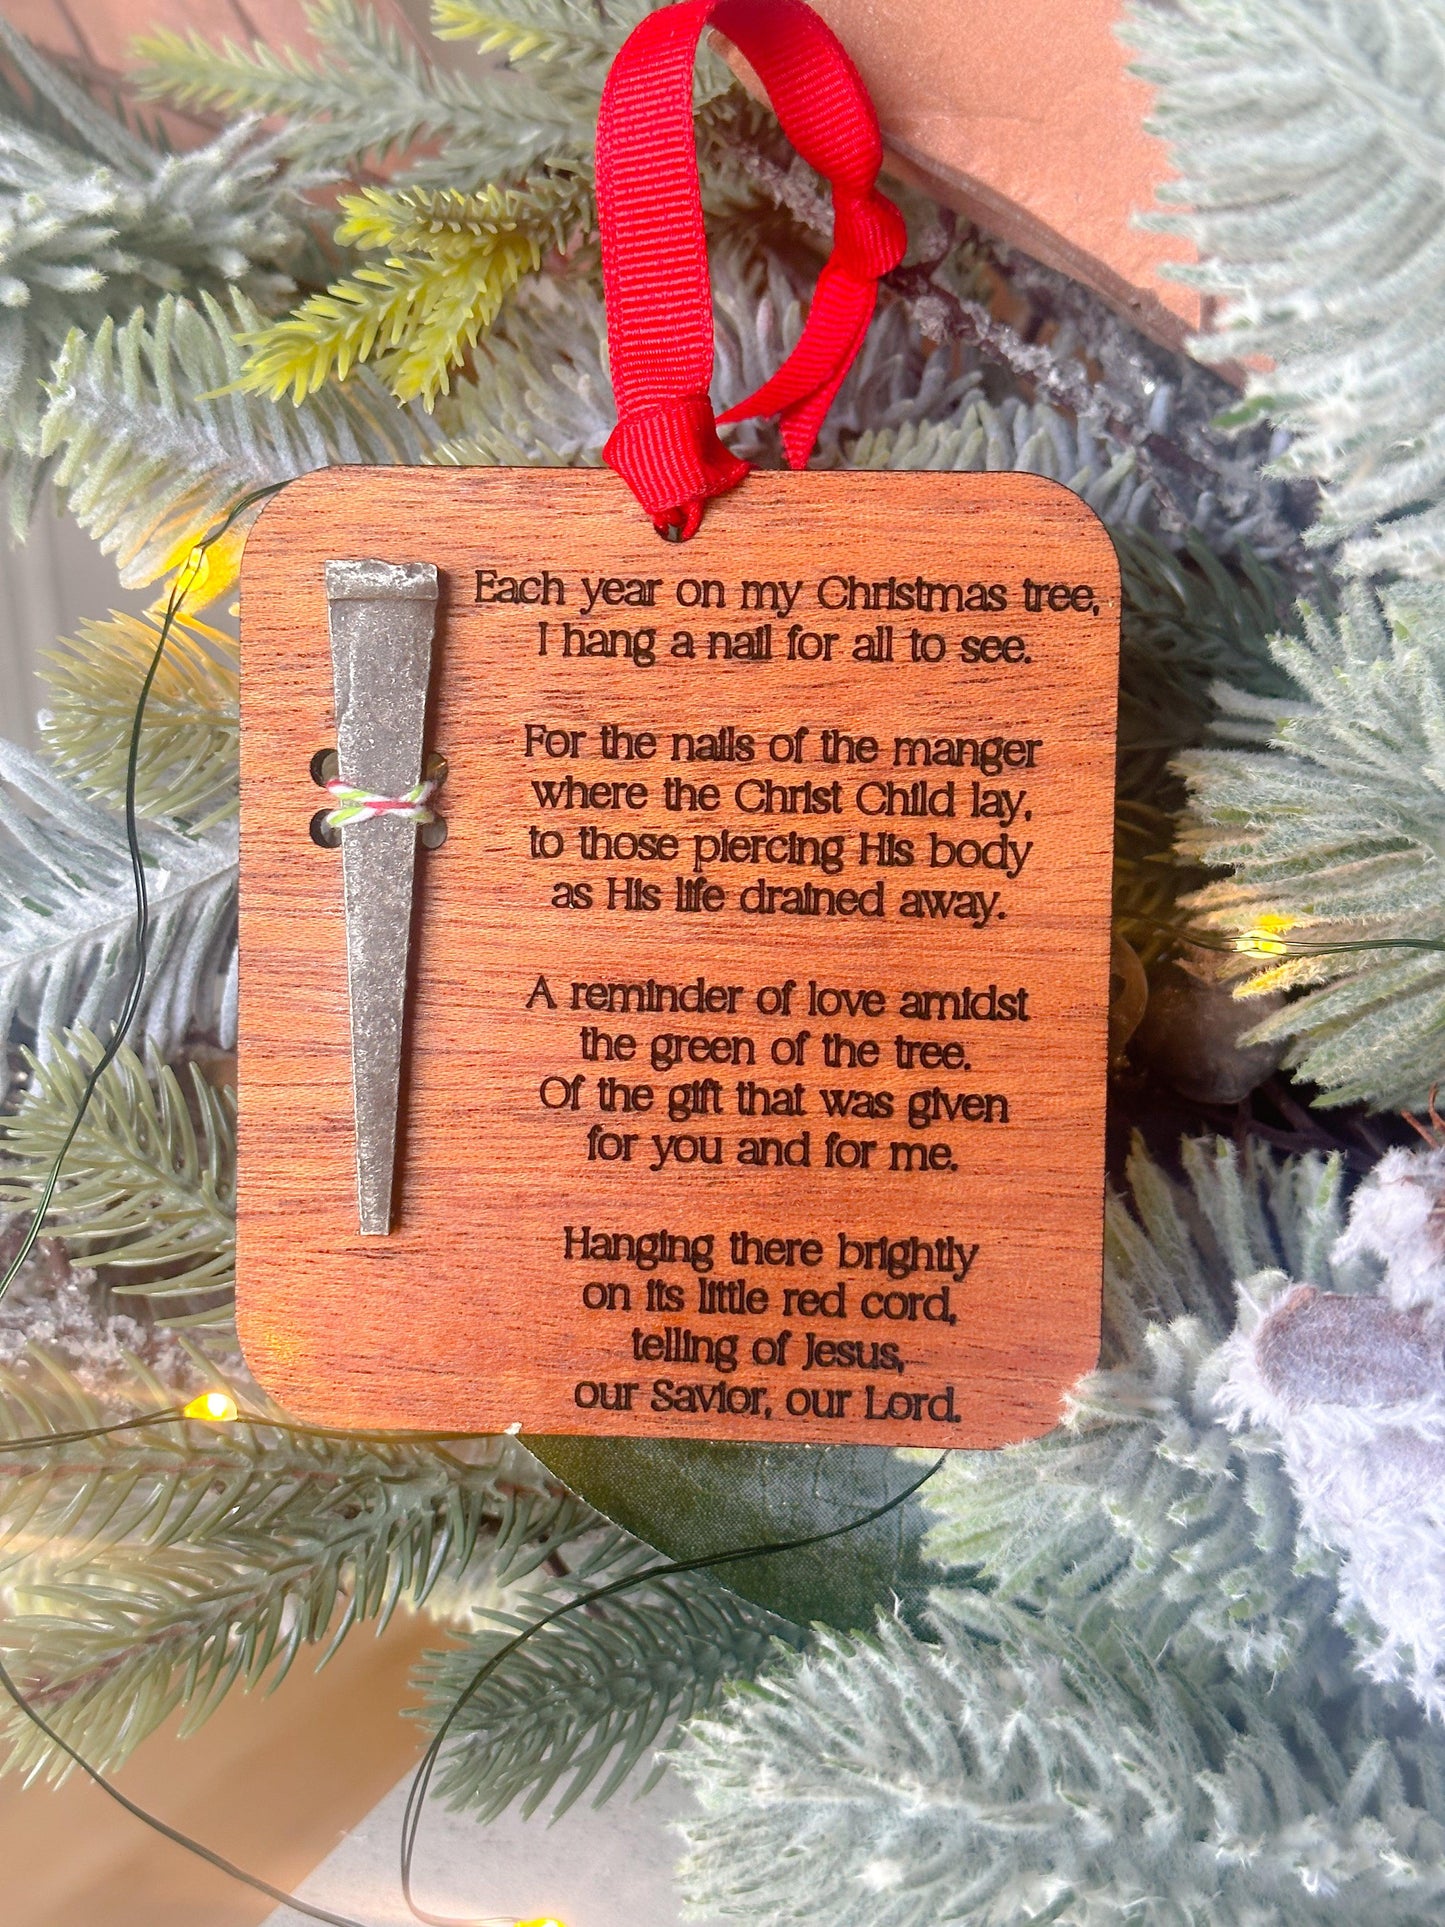 Each year on my Christmas tree,
I hang a nail for all to see.
For the nails of the manger
where the Christ Child lay,
to those piercing His body
as His life drained away.
A reminder of love amidst
the green of the tree.
Of the gift that was given
for you and for me.
Hanging there brightly
on its little red cord,
telling of Jesus,
our Savior, our Lord.